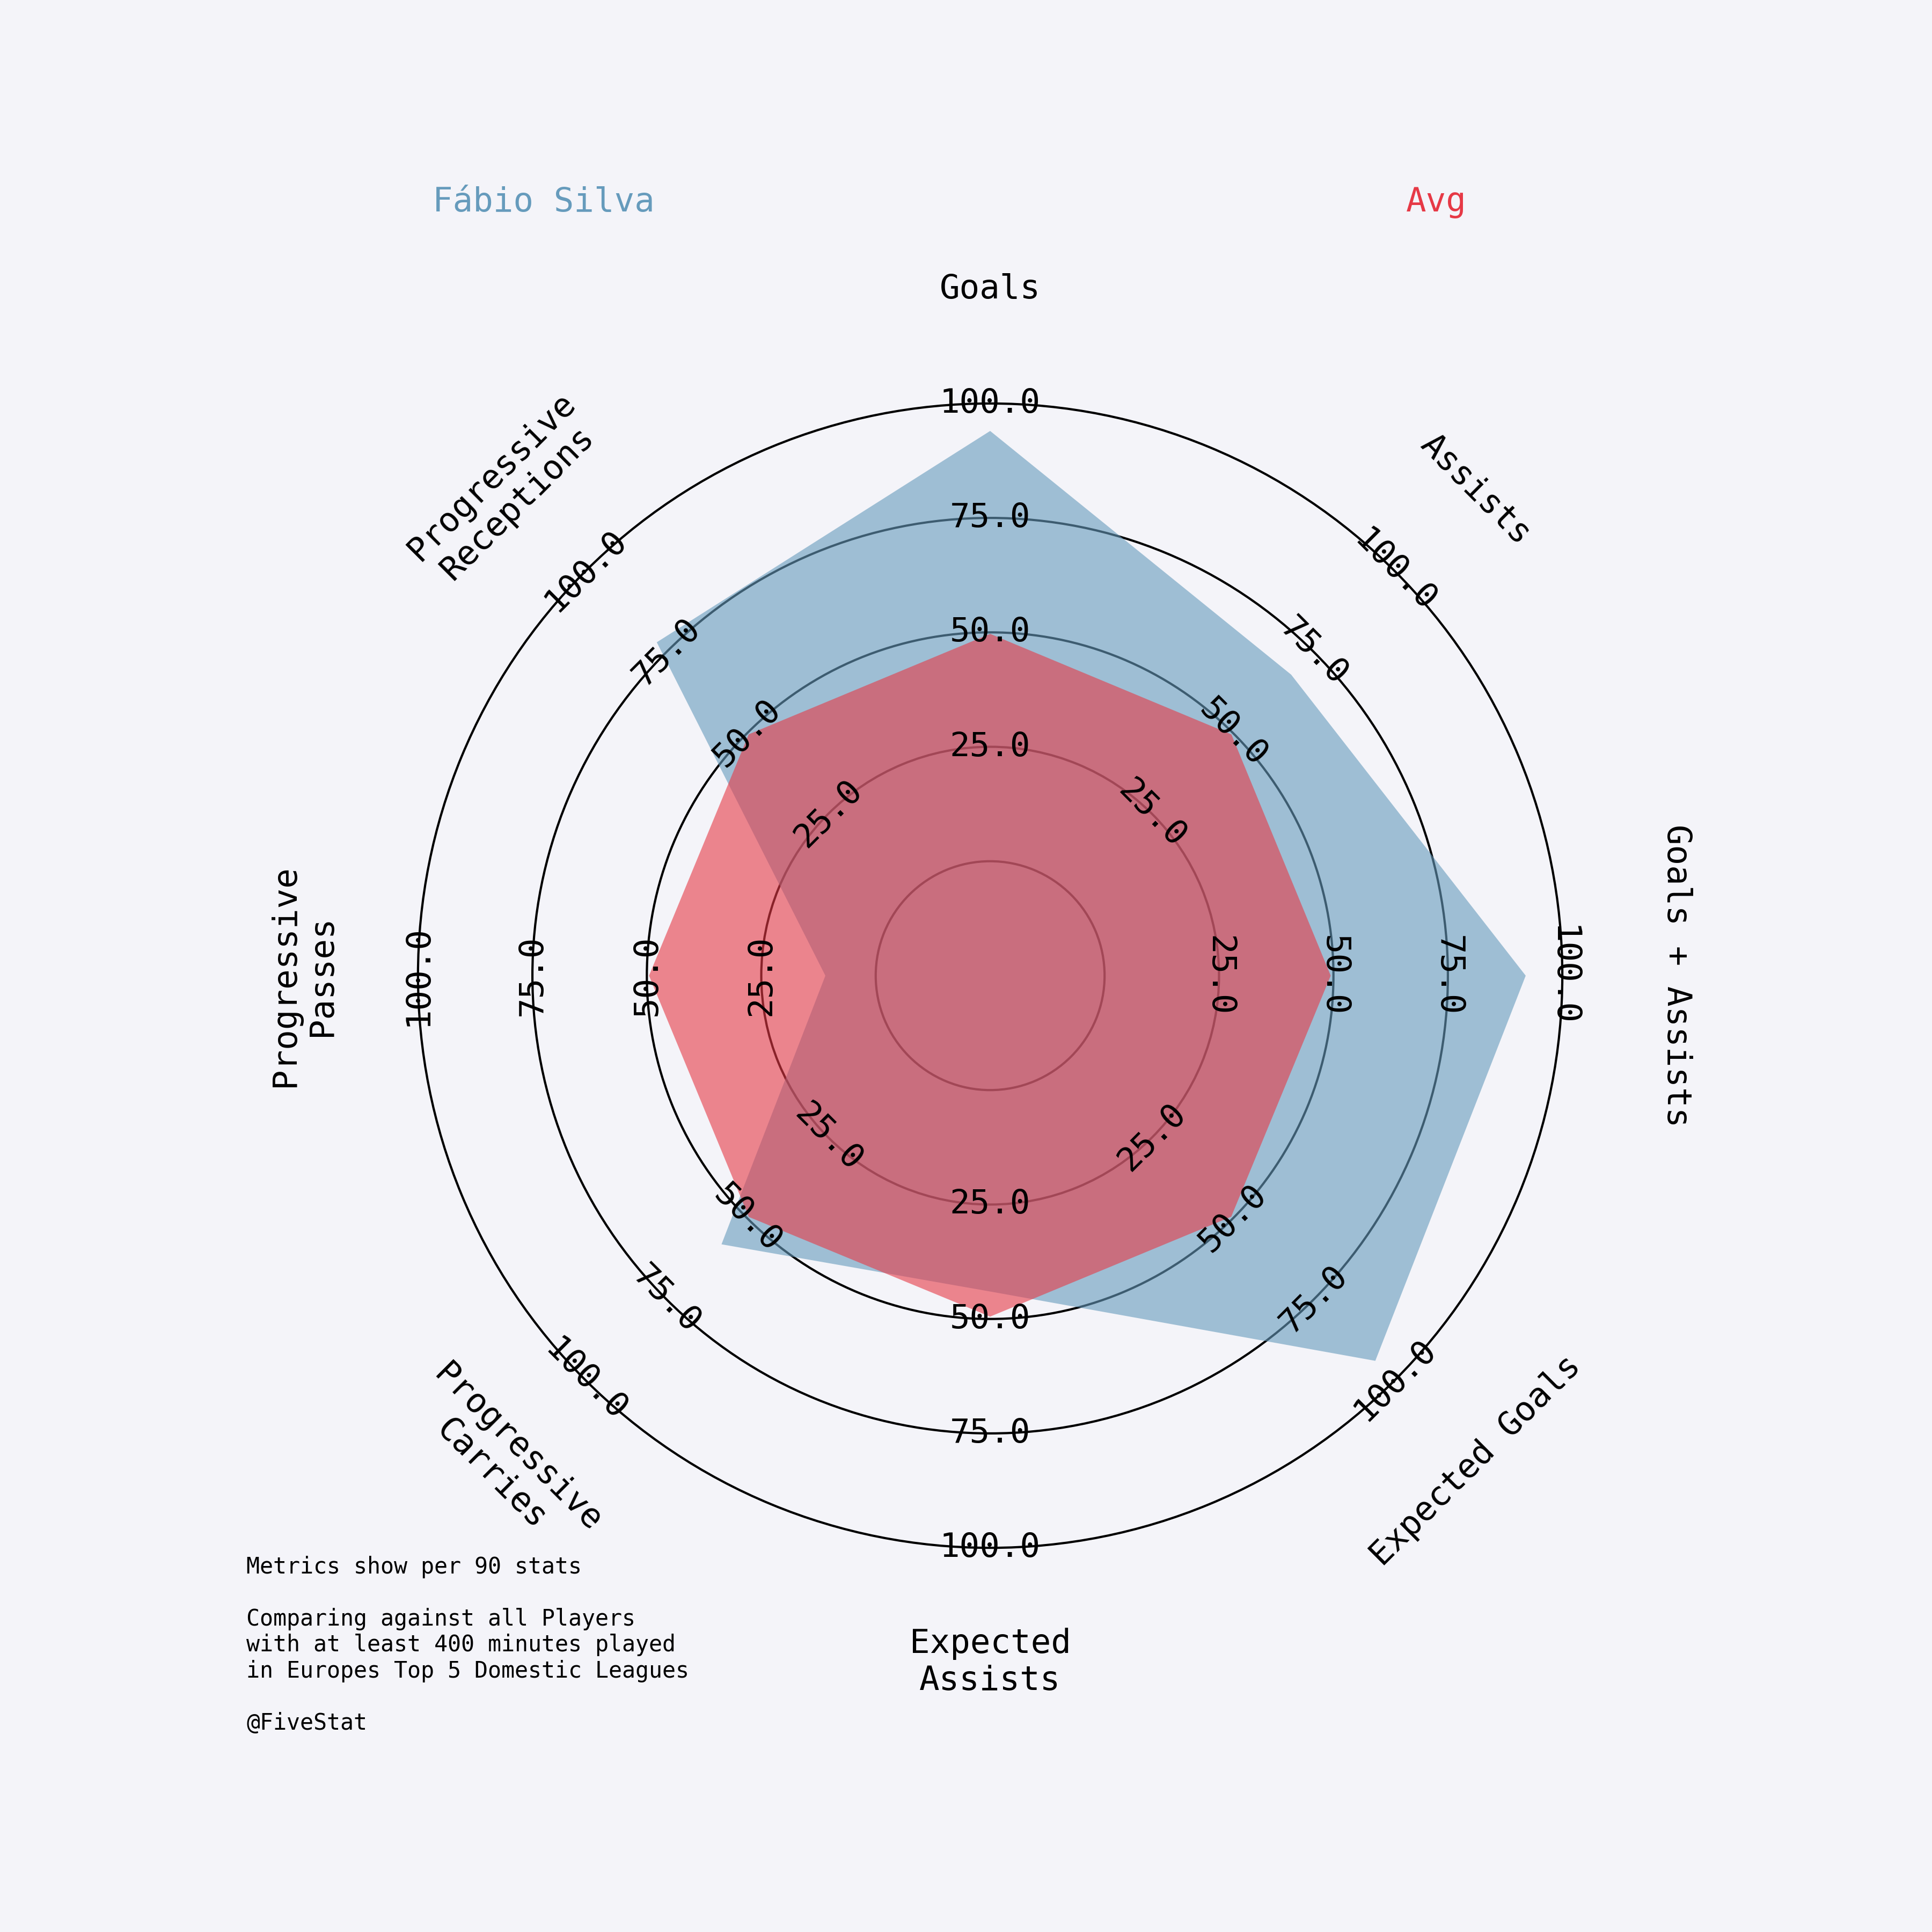 Fábio Silva
Avg
Goals
Assists
Goals + Assists
Expected Goals
Expected
Assists
Progressive
Carries
Progressive
Passes
Progressive
Receptions
25.0
50.0
75.0
100.0
25.0
50.0
75.0
100.0
25.0
50.0
75.0
100.0
25.0
50.0
75.0
100.0
25.0
50.0
75.0
100.0
25.0
50.0
75.0
100.0
25.0
50.0
75.0
100.0
25.0
50.0
75.0
100.0
Metrics show per 90 stats
Comparing against all Players
with at least 400 minutes played
in Europes Top 5 Domestic Leagues
@FiveStat